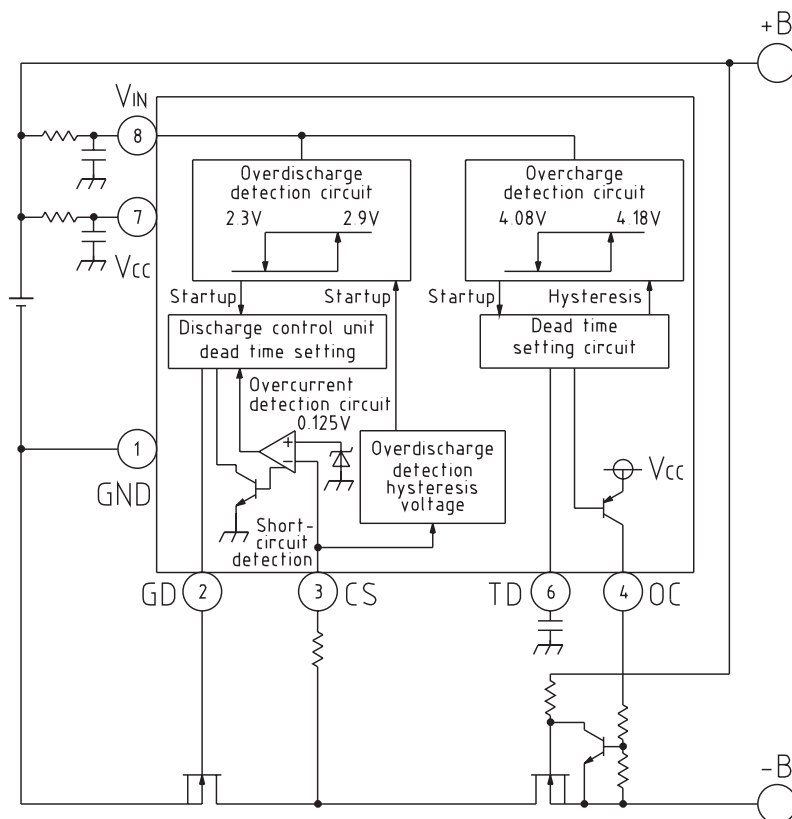 +B
VIN
8
Overdischarge
detection circuit
2.3V 2.9V
Overcharge
detection circuit
4.08V 4.18V
7
VCC
Startup
Startup
Startup
Hysteresis
Discharge control unit
dead time setting
Dead time
setting circuit
Overcurrent
detection circuit
0.125V
+
−
Overdischarge
detection
hysteresis
voltage
1
GND
VCC
Short-
circuit
detection
GD 2
3 CS
TD 6
4 OC
−B